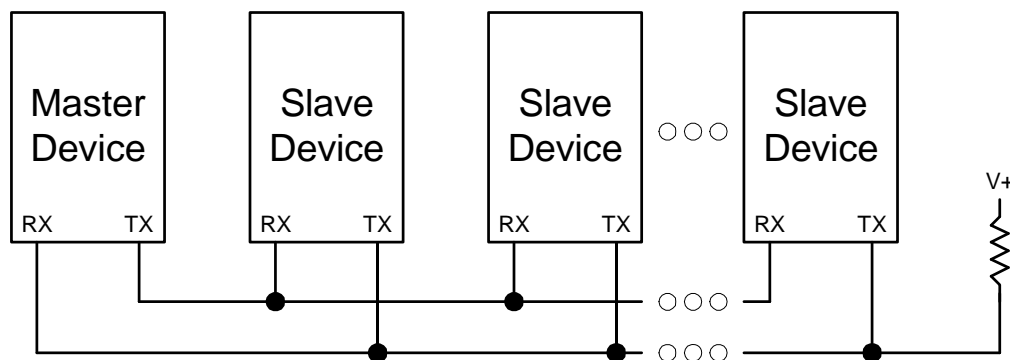 Master
Device
Slave
Device
Slave
Device
Slave
Device
RX TX
RX TX
RX TX
RX TX
V+